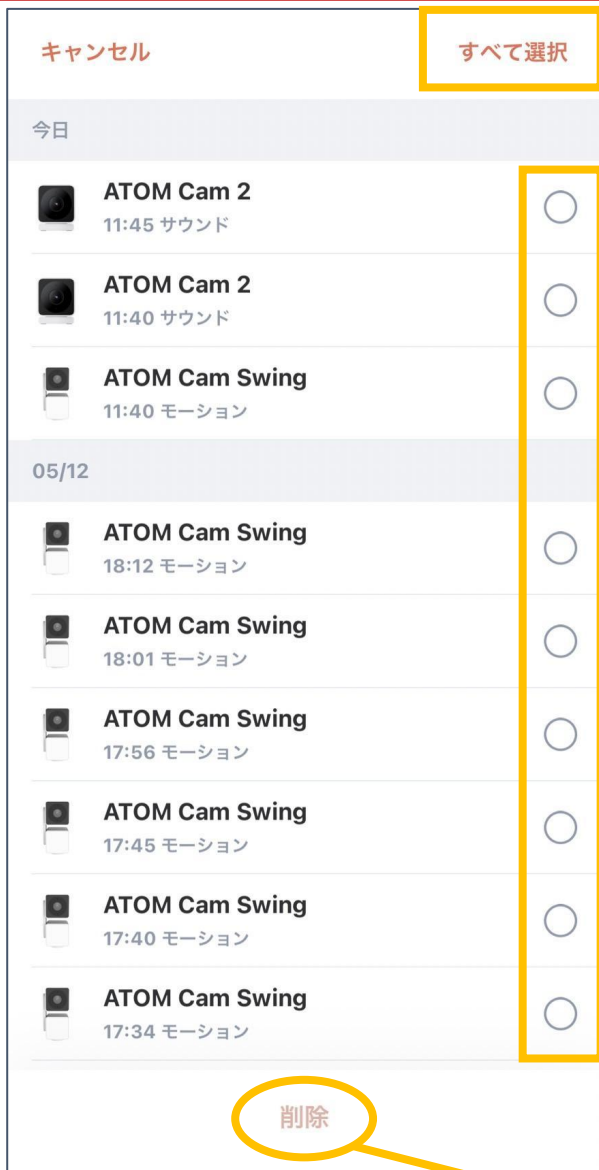 キャンセル すべて選択
今日
ATOM Cam 2
11:45 サウンド
ATOM Cam 2
11:40 サウンド
ATOM Cam Swing
11:40 モーション
05/12
ATOM Cam Swing
18:12 モーション
ATOM Cam Swing
18:01 モーション
ATOM Cam Swing
17:56 モーション
ATOM Cam Swing
17:45 モーション
ATOM Cam Swing
17:40 モーション
ATOM Cam Swing
17:34 モーション
削除